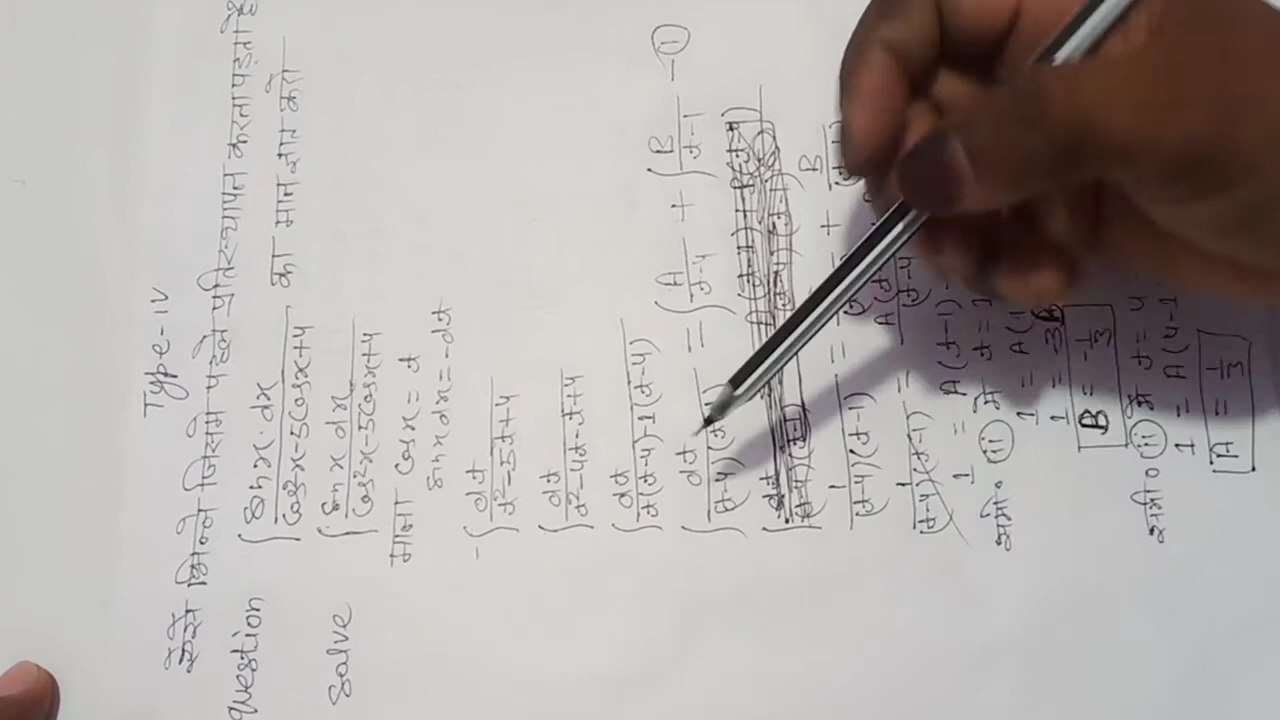 Type-IV
ऐसे भिन्न जिसमे पहले प्रतिस्थापन करना पड़ता है
Question ∫ sinx.dx / cos²x-5cosx+4 का मान ज्ञात करो
Solve ∫ sinx dx / cos²x-5cosx+4
माना cosx = t
sinx dx = -dt
-∫ dt / t²-5t+4
∫ dt / t²-4t-t+4
∫ dt / t(t-4)-1(t-4)
∫ dt / (t-4)(t-1) = ∫ A / t-4 + ∫ B / t-1 -①
1 / (t-4)(t-1) = + B
1 / (t-4)(t-1) =
1 = A(t-1)
समी० ⅱ में t=1
1 = A(1
1 = -3B
B = -1/3
समी० ⅱ में t=4
1 = A(4-1
A = 1/3